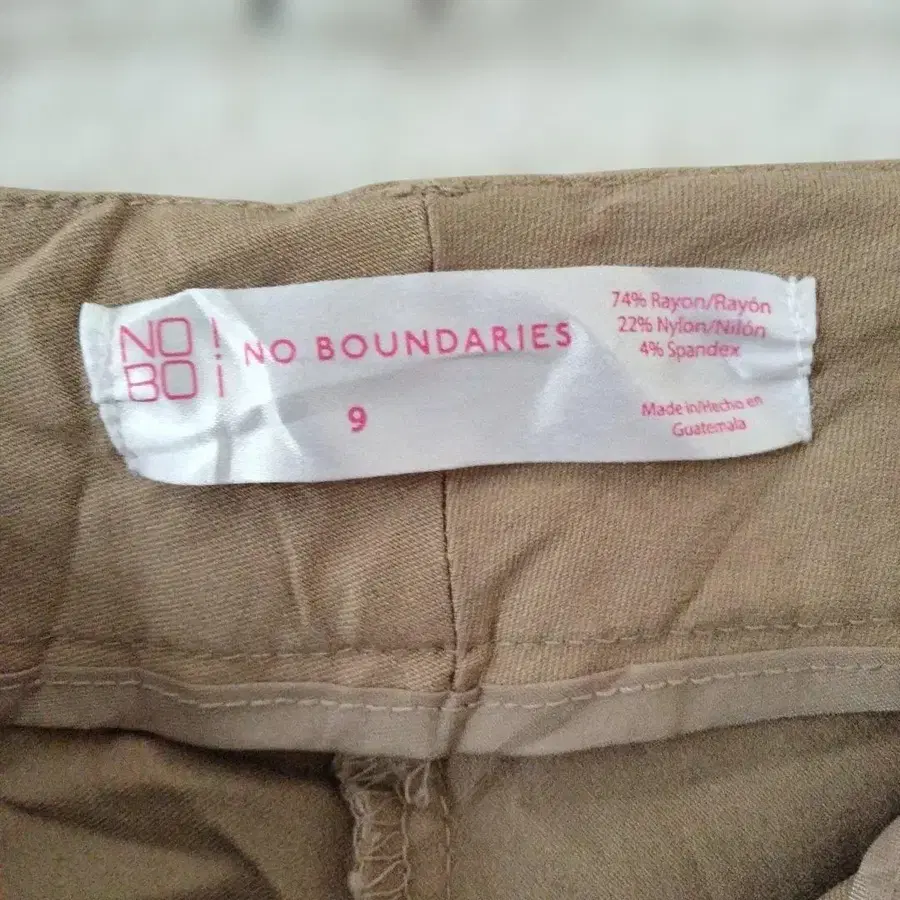 NO!
BO¡
NO BOUNDARIES
9
74% Rayon/Rayón
22% Nylon/Nilón
4% Spandex
Made in/Hecho en
Guatemala